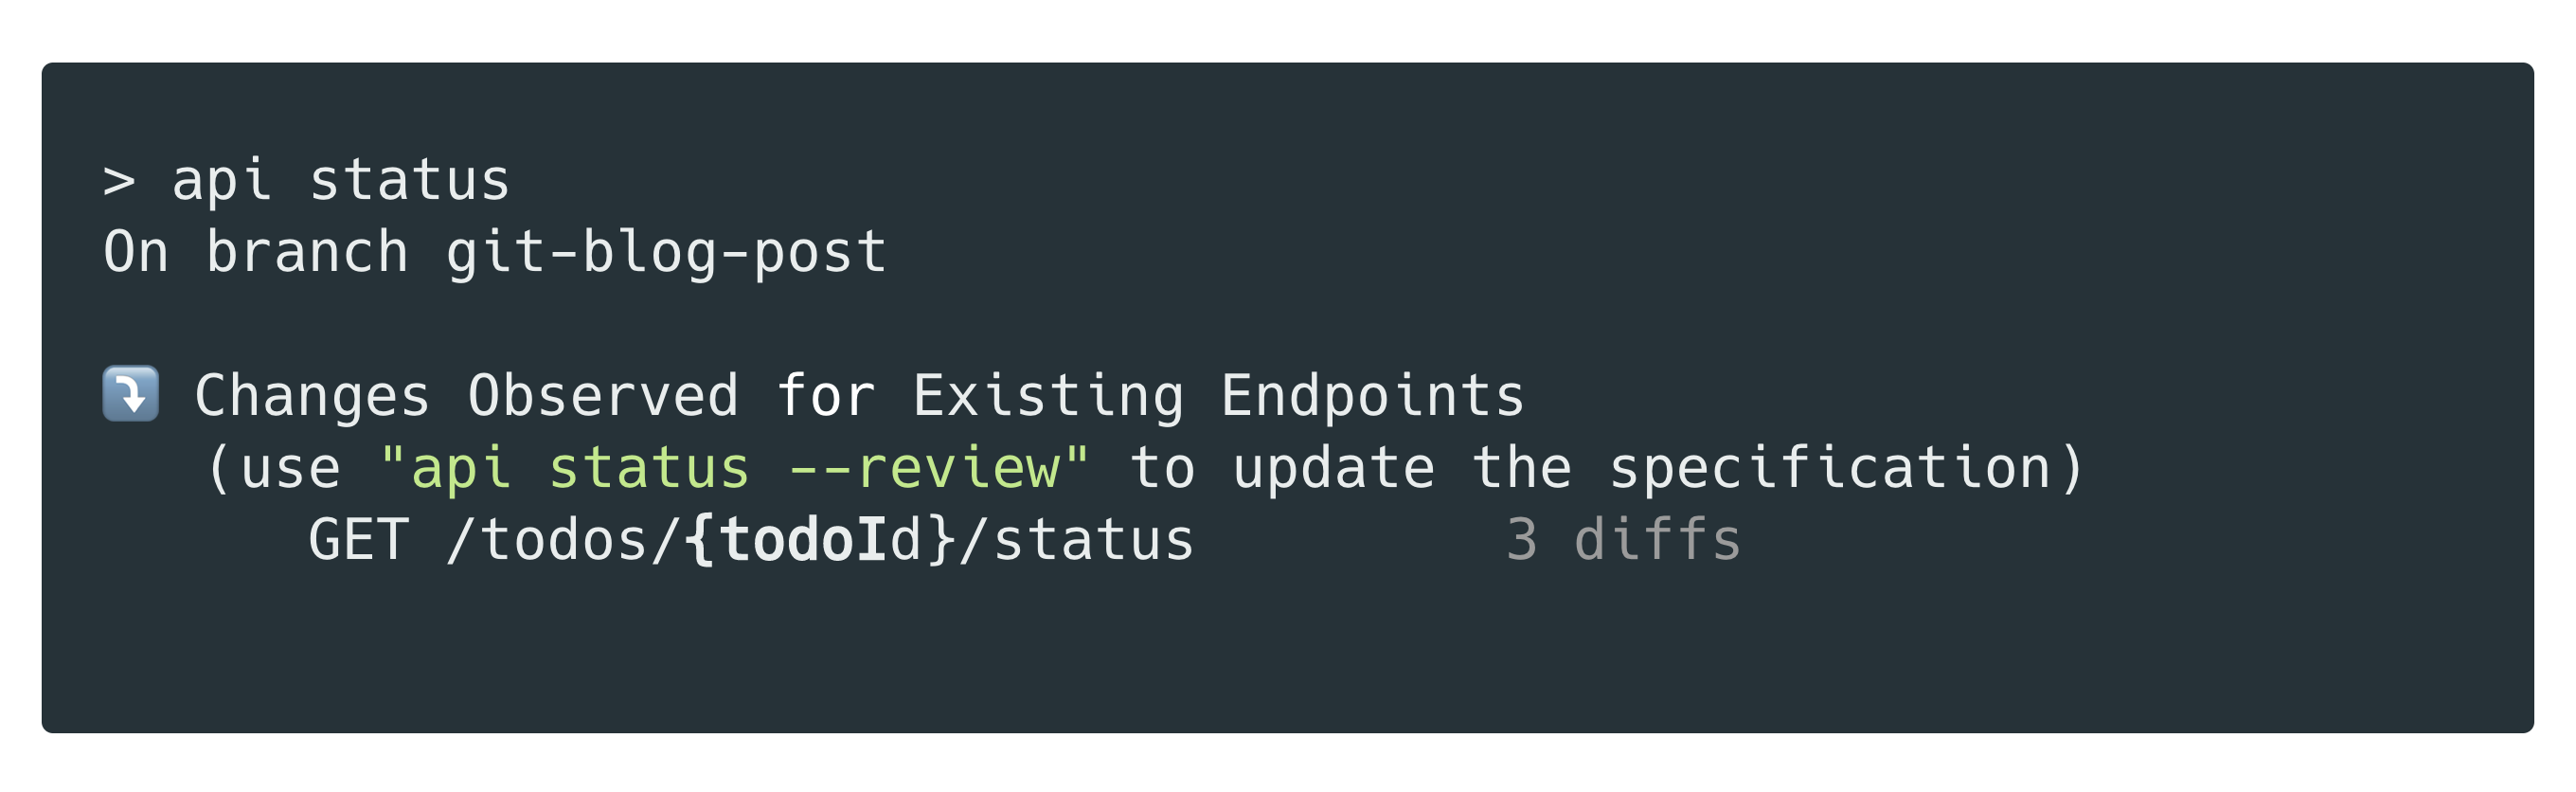 > api status
On branch git-blog-post
⤵️ Changes Observed for Existing Endpoints
(use "api status --review" to update the specification)
GET /todos/{todoId}/status 3 diffs